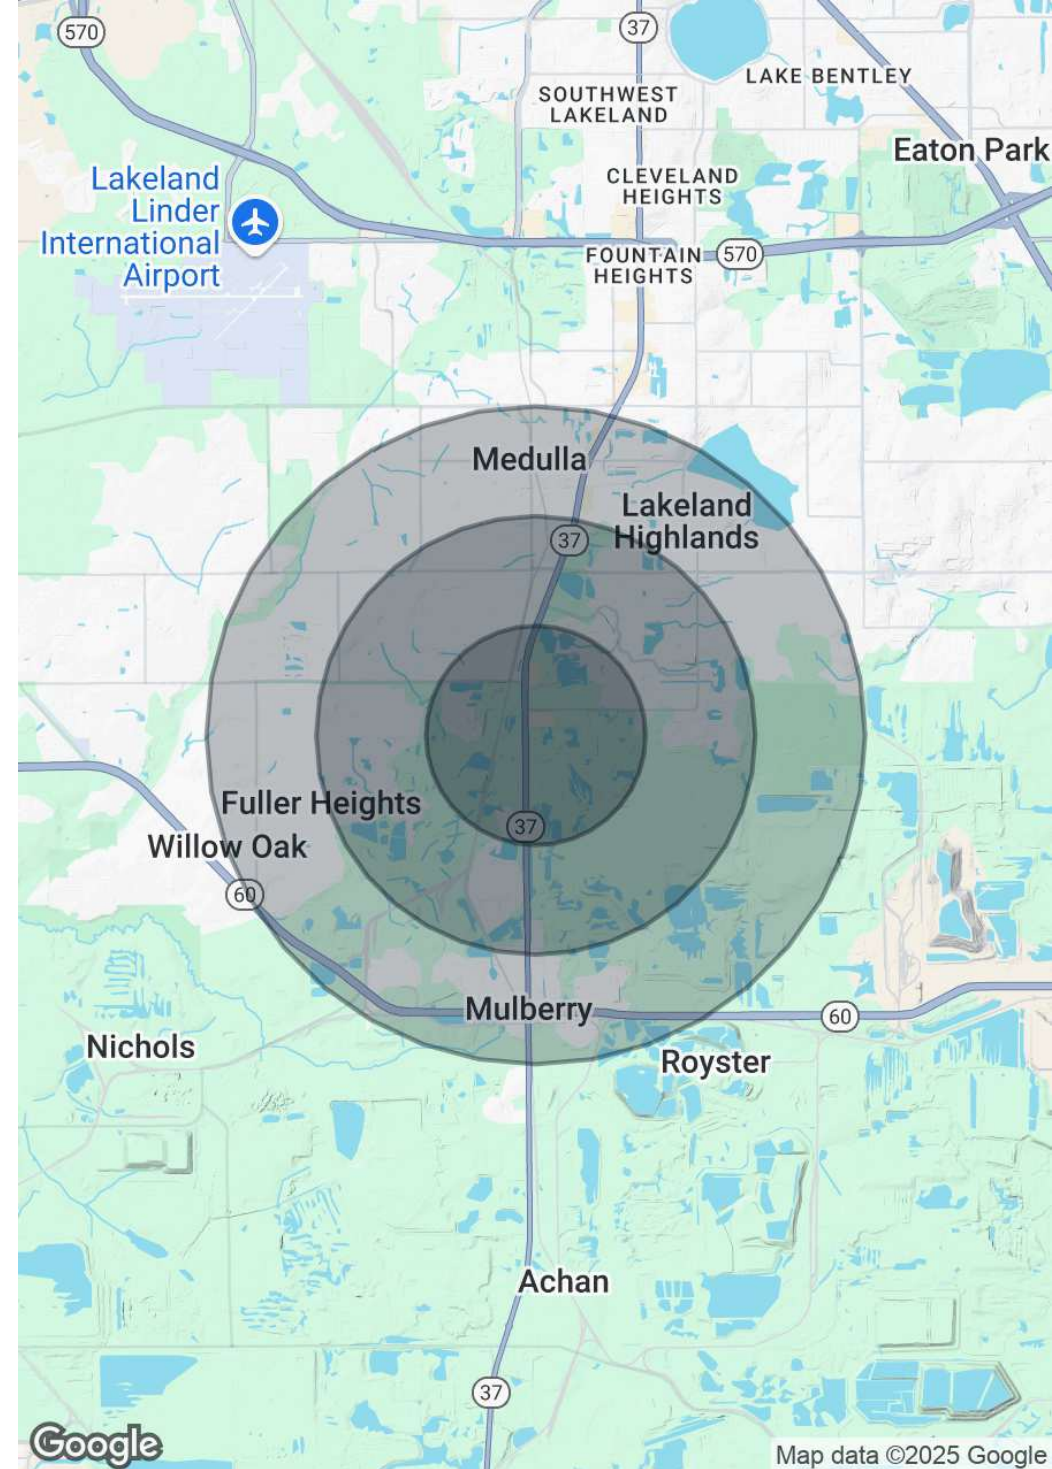 570
37
LAKE BENTLEY
SOUTHWEST
LAKELAND
Eaton Park
CLEVELAND
HEIGHTS
Lakeland
Linder
International
Airport
FOUNTAIN
HEIGHTS
570
Medulla
Lakeland
Highlands
37
Fuller Heights
37
Willow Oak
60
Mulberry
60
Nichols
Royster
Achan
37
Google
Map data ©2025 Google